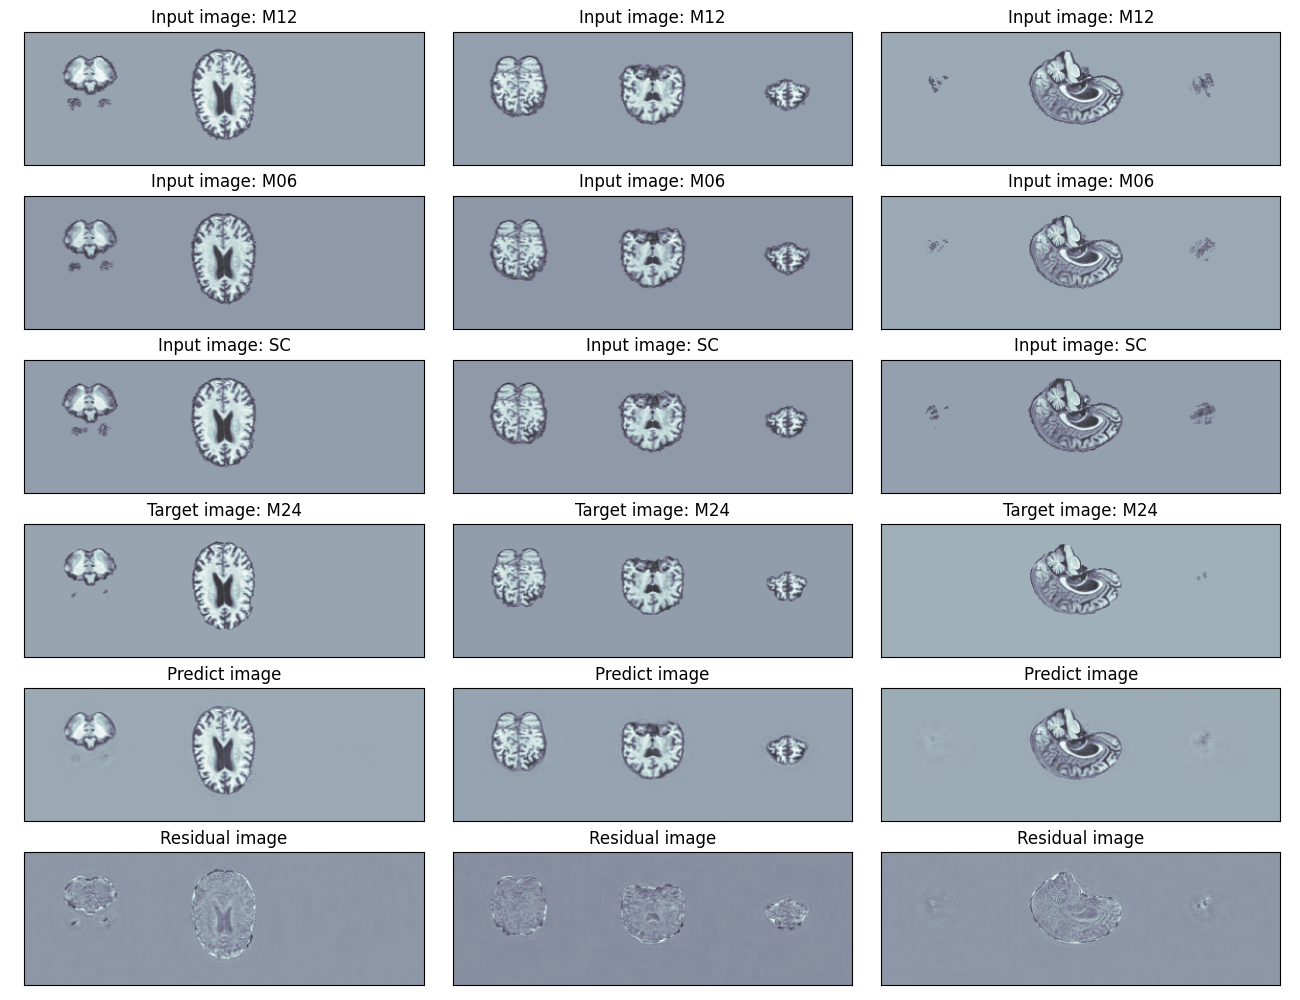 Input image: M12 Input image: M12 Input image: M12
Input image: M06 Input image: M06 Input image: M06
Input image: SC Input image: SC Input image: SC
Target image: M24 Target image: M24 Target image: M24
Predict image Predict image Predict image
Residual image Residual image Residual image